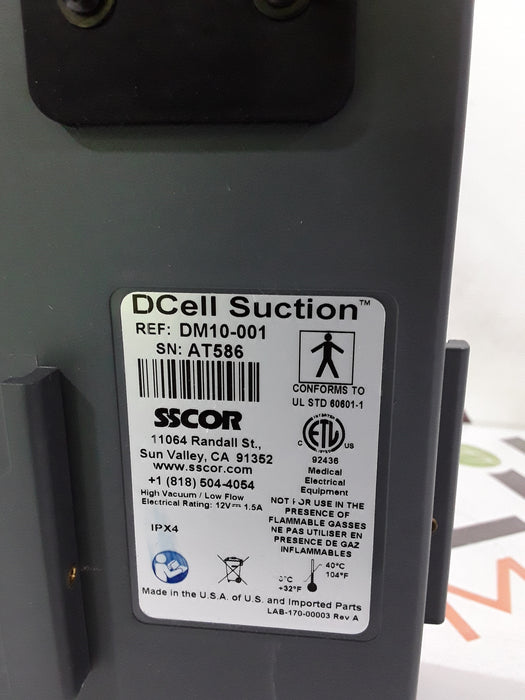 DCell Suction™
REF: DM10-001
SN: AT586
CONFORMS TO
UL STD 60601-1
SSCOR
11064 Randall St.,
Sun Valley, CA 91352
www.sscor.com
+1 (818) 504-4054
High Vacuum / Low Flow
Electrical Rating: 12V⎓ 1.5A
IPX4
INTERTEK
C ETL US
92436
Medical
Electrical
Equipment
NOT FOR USE IN THE
PRESENCE OF
FLAMMABLE GASSES
NE PAS UTILISER EN
PRESENCE DE GAZ
INFLAMMABLES
40°C
104°F
0°C
+32°F
Made in the U.S.A. of U.S. and Imported Parts
LAB-170-00003 Rev A